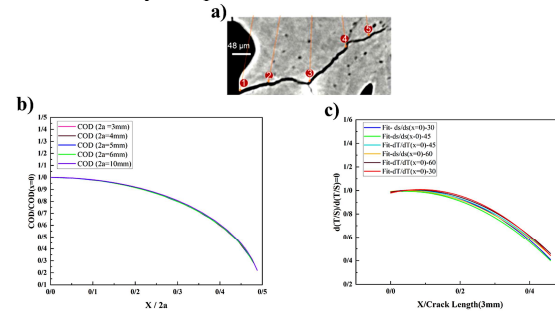 a)
48 μm
1
2
3
4
5
b)
COD/COD(x=0)
1/5
1/4
1/3
1/2
1/1
1/0
0/9
0/8
0/7
0/6
0/5
0/4
0/3
0/2
0/1
COD (2a =3mm)
COD (2a=4mm)
COD (2a=5mm)
COD (2a=6mm)
COD (2a=10mm)
0/0
0/1
0/2
0/3
0/4
0/5
X / 2a
c)
d(T/S)/d(T/S)=0
1/6
1/4
1/2
1/0
0/8
0/6
0/4
0/2
Fit- ds/ds(x=0)-30
Fit-ds/ds(x-0)-45
Fit-dT/dT(x=0)-45
Fit-ds/ds(x=0)-60
Fit-dT/dT(x=0)-60
Fit-dT/dT(x=0)-30
0/0
0/2
0/4
X/Crack Length(3mm)